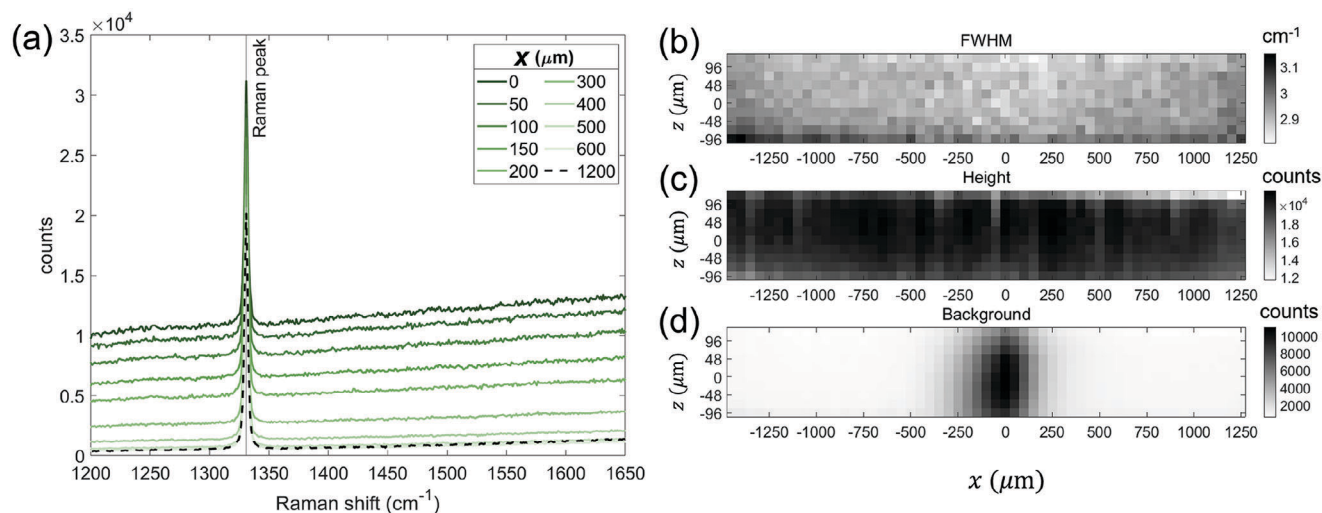 (a)
×10⁴
3.5
3
2.5
2
1.5
1
0.5
0
counts
1200 1250 1300 1350 1400 1450 1500 1550 1600 1650
Raman shift (cm⁻¹)
Raman peak
x (μm)
0 300
50 400
100 500
150 600
200 1200
(b)
FWHM
cm⁻¹
z (μm)
96
48
0
-48
-96
-1250 -1000 -750 -500 -250 0 250 500 750 1000 1250
3.1
3
2.9
(c)
Height
counts
×10⁴
z (μm)
96
48
0
-48
-96
-1250 -1000 -750 -500 -250 0 250 500 750 1000 1250
1.8
1.6
1.4
1.2
(d)
Background
counts
z (μm)
96
48
0
-48
-96
-1250 -1000 -750 -500 -250 0 250 500 750 1000 1250
10000
8000
6000
4000
2000
x (μm)